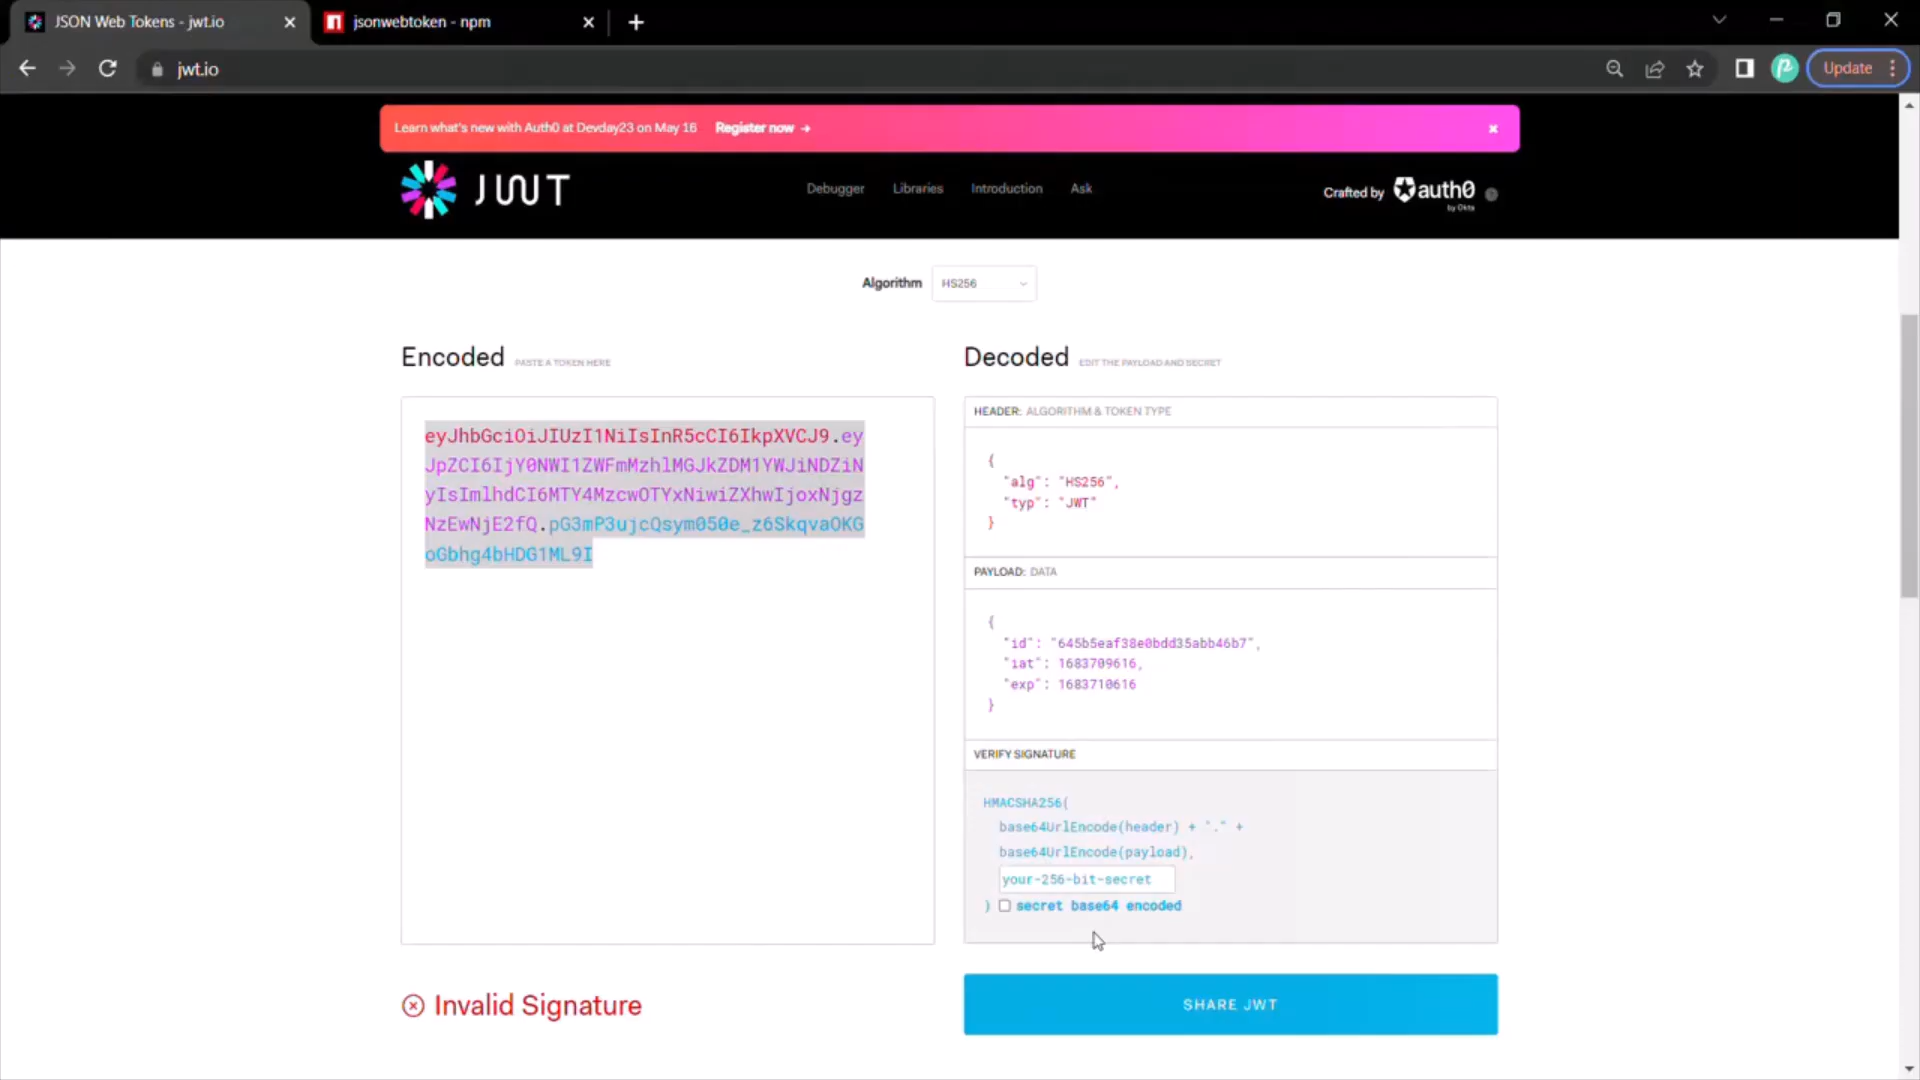 JSON Web Tokens - jwt.io
jsonwebtoken - npm
jwt.io
Update
Learn what's new with Auth0 at Devday23 on May 16 Register now →
JWT
Debugger Libraries Introduction Ask
Crafted by auth0
by Okta
Algorithm HS256
Encoded PASTE A TOKEN HERE
eyJhbGciOiJIUzI1NiIsInR5cCI6IkpXVCJ9.ey
JpZCI6IjY0NWI1ZWFmMzhlMGJkZDM1YWJiNDZiN
yIsImlhdCI6MTY4MzcwOTYxNiwiZXhwIjoxNjgz
NzEwNjE2fQ.pG3mP3ujcQsym050e_z6SkqvaOKG
oGbhg4bHDG1ML9I
Invalid Signature
Decoded EDIT THE PAYLOAD AND SECRET
HEADER: ALGORITHM & TOKEN TYPE
{
"alg": "HS256",
"typ": "JWT"
}
PAYLOAD: DATA
{
"id": "645b5eaf38e0bdd35abb46b7",
"iat": 1683709616,
"exp": 1683710616
}
VERIFY SIGNATURE
HMACSHA256(
base64UrlEncode(header) + "." +
base64UrlEncode(payload),
your-256-bit-secret
) secret base64 encoded
SHARE JWT